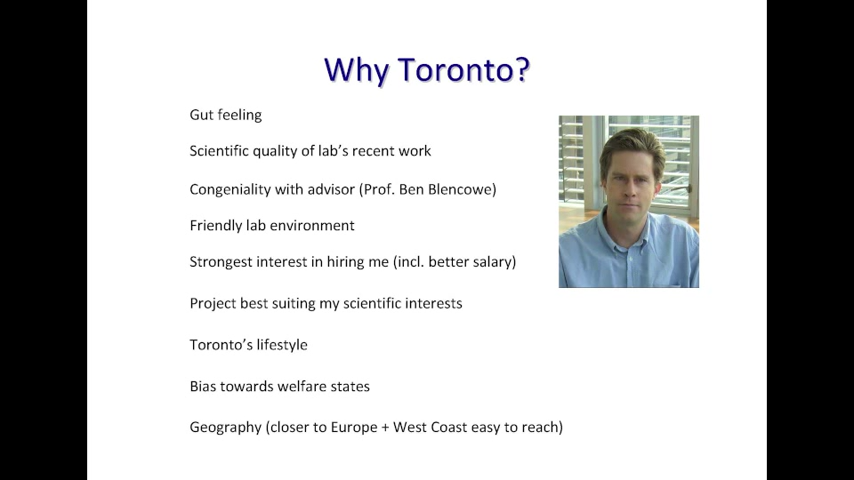 Why Toronto?
Gut feeling
Scientific quality of lab's recent work
Congeniality with advisor (Prof. Ben Blencowe)
Friendly lab environment
Strongest interest in hiring me (incl. better salary)
Project best suiting my scientific interests
Toronto's lifestyle
Bias towards welfare states
Geography (closer to Europe + West Coast easy to reach)